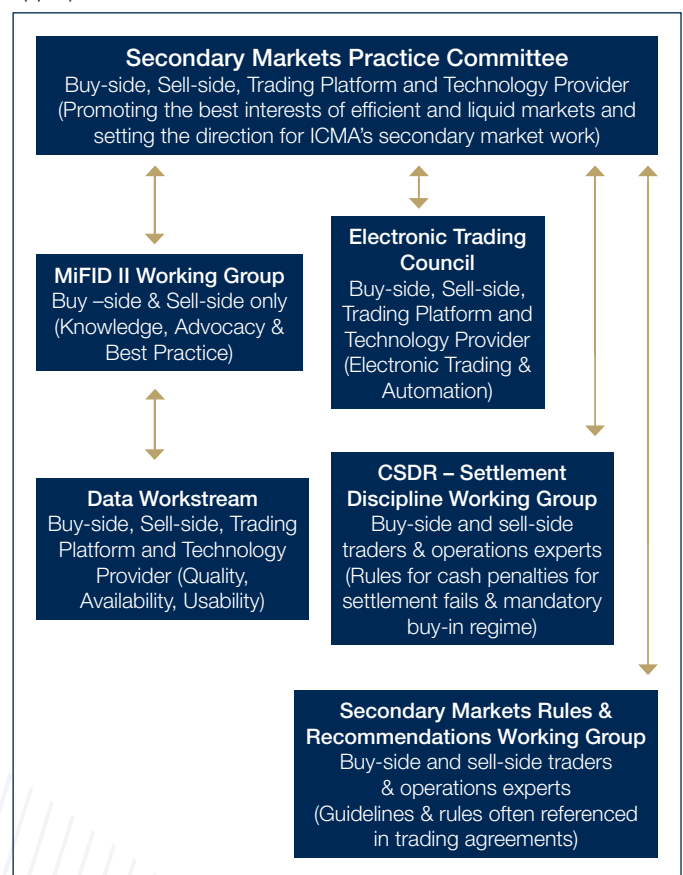 Secondary Markets Practice Committee
Buy-side, Sell-side, Trading Platform and Technology Provider
(Promoting the best interests of efficient and liquid markets and
setting the direction for ICMA’s secondary market work)
MiFID II Working Group
Buy –side & Sell-side only
(Knowledge, Advocacy &
Best Practice)
Electronic Trading
Council
Buy-side, Sell-side,
Trading Platform and
Technology Provider
(Electronic Trading &
Automation)
Data Workstream
Buy-side, Sell-side, Trading
Platform and Technology
Provider (Quality,
Availability, Usability)
CSDR – Settlement
Discipline Working Group
Buy-side and sell-side
traders & operations experts
(Rules for cash penalties for
settlement fails & mandatory
buy-in regime)
Secondary Markets Rules &
Recommendations Working Group
Buy-side and sell-side traders
& operations experts
(Guidelines & rules often referenced
in trading agreements)